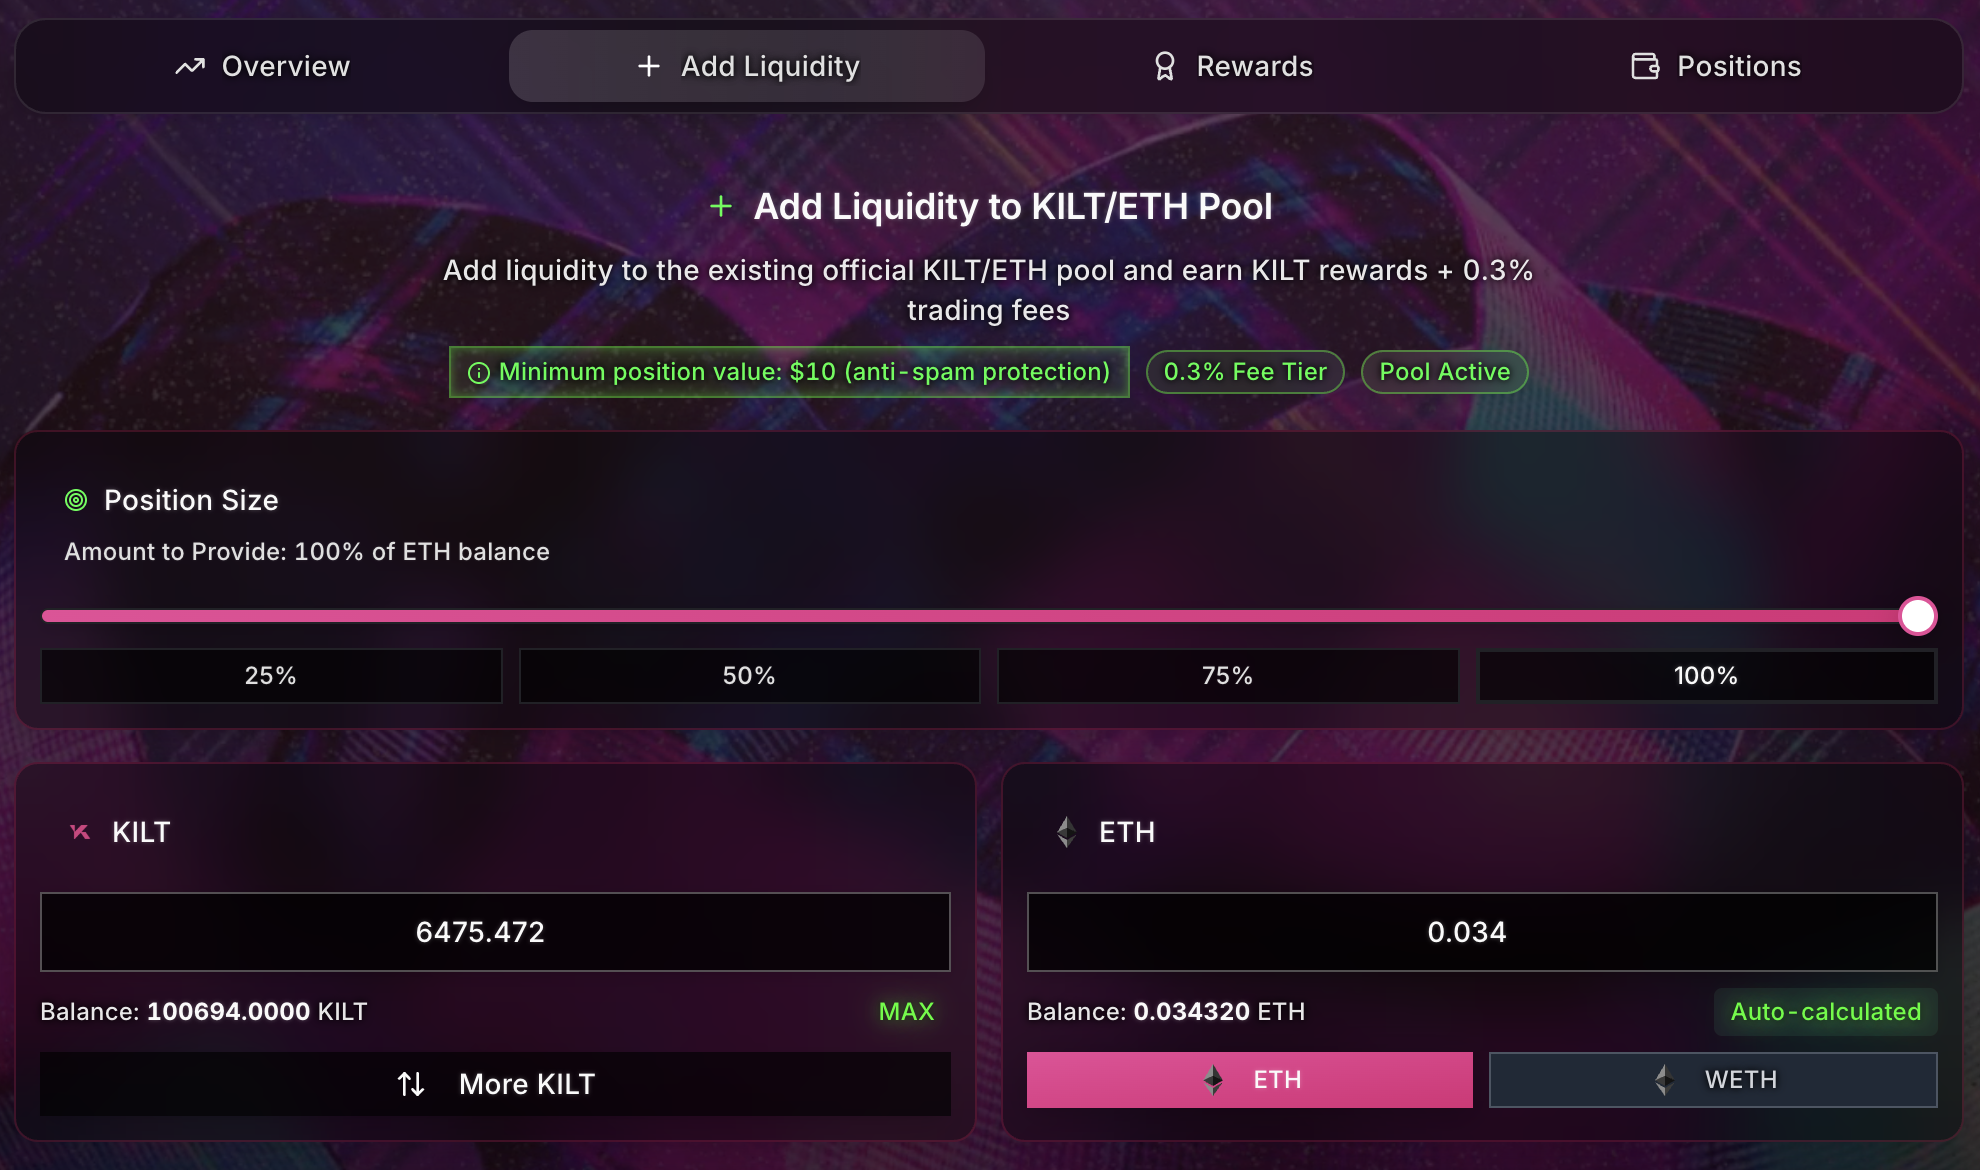 Overview
Add Liquidity
Rewards
Positions
Add Liquidity to KILT/ETH Pool
Add liquidity to the existing official KILT/ETH pool and earn KILT rewards + 0.3%
trading fees
Minimum position value: $10 (anti-spam protection)
0.3% Fee Tier
Pool Active
Position Size
Amount to Provide: 100% of ETH balance
25%
50%
75%
100%
KILT
6475.472
Balance: 100694.0000 KILT
MAX
More KILT
ETH
0.034
Balance: 0.034320 ETH
Auto-calculated
ETH
WETH